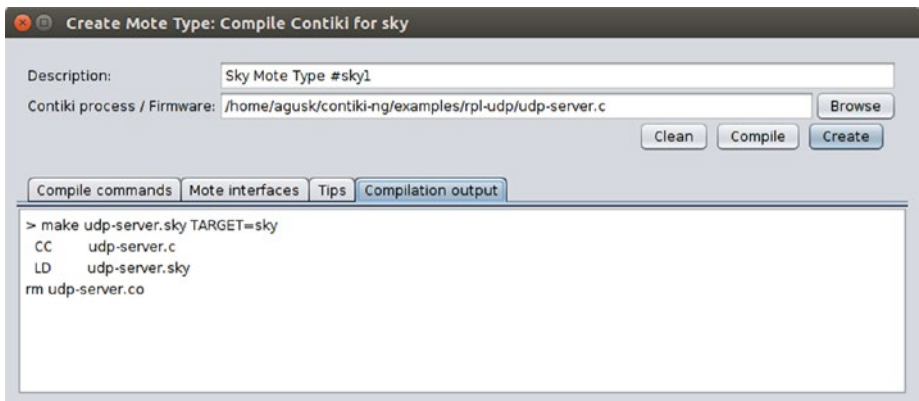 Create Mote Type: Compile Contiki for sky
Description: Sky Mote Type #sky1
Contiki process / Firmware: /home/agusk/contiki-ng/examples/rpl-udp/udp-server.c Browse
Clean Compile Create
Compile commands Mote interfaces Tips Compilation output
> make udp-server.sky TARGET=sky
CC udp-server.c
LD udp-server.sky
rm udp-server.co